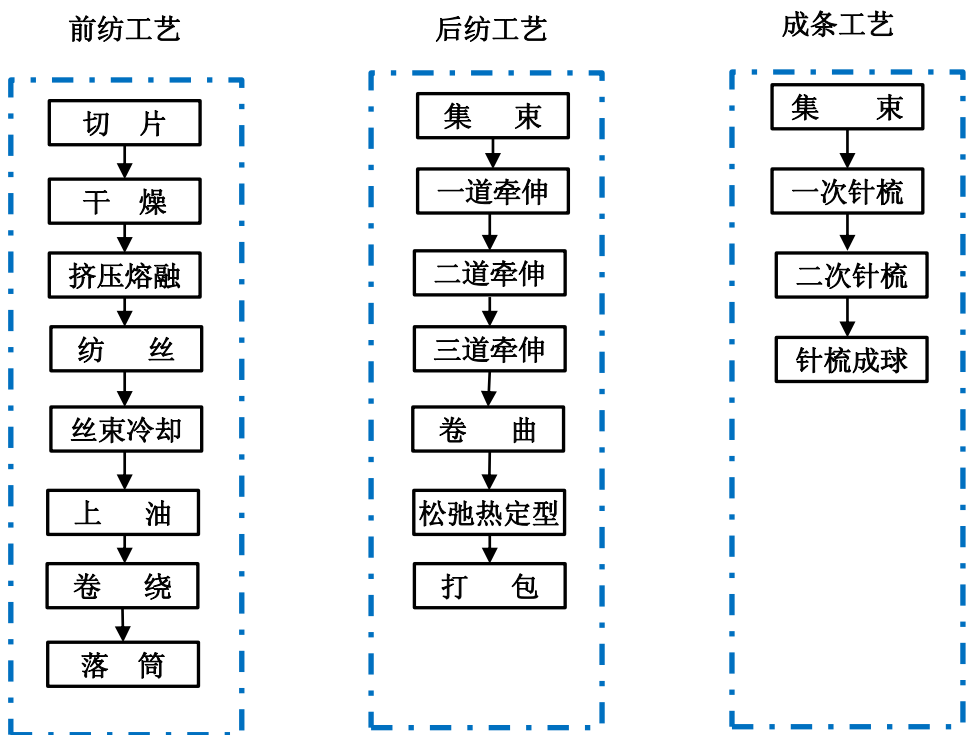 前纺工艺
切 片
干 燥
挤压熔融
纺 丝
丝束冷却
上 油
卷 绕
落 筒
后纺工艺
集 束
一道牵伸
二道牵伸
三道牵伸
卷 曲
松弛热定型
打 包
成条工艺
集 束
一次针梳
二次针梳
针梳成球